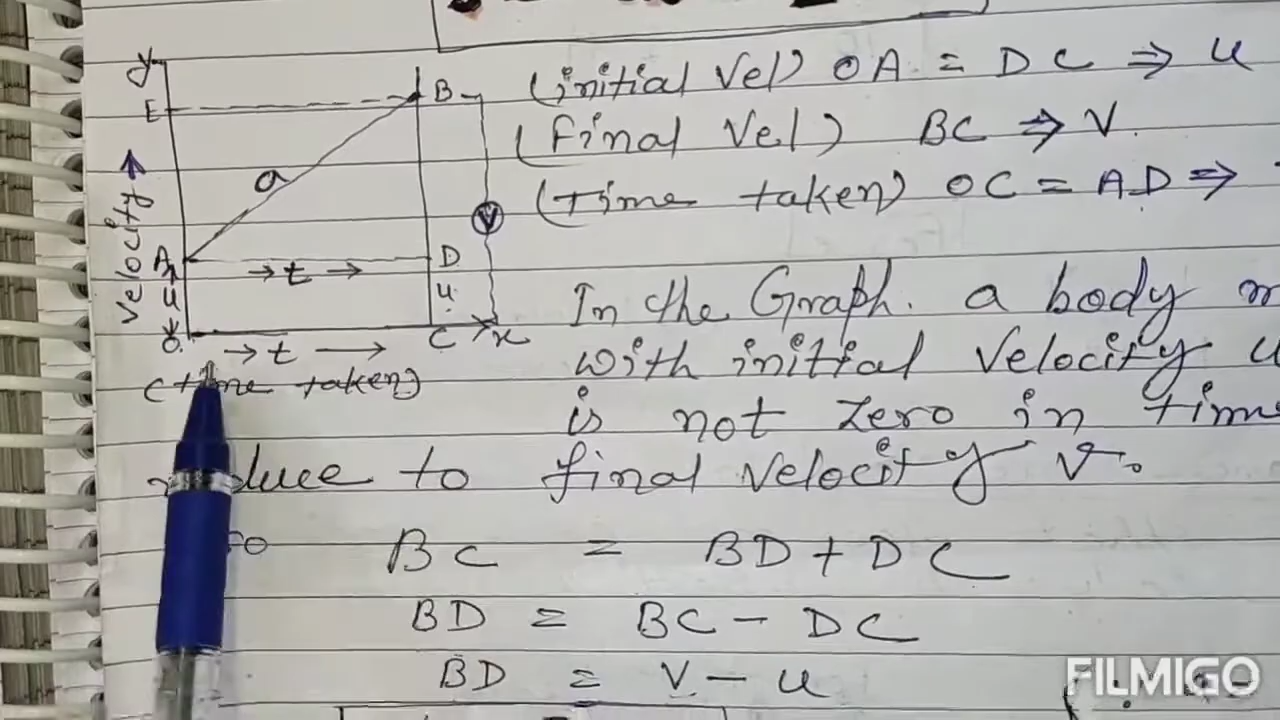 y
E
B
(initial Vel) OA = DC ⇒ u
(Final Vel) BC ⇒ V
a
(time taken) OC = AD ⇒
Velocity →
V
A
→ t →
D
u
u
In the Graph. a body
O
C
x
→ t →
with initial Velocity u
(time taken)
is not zero in time
to final velocity v.
BC = BD + DC
BD = BC - DC
BD = V - u
FILMIGO